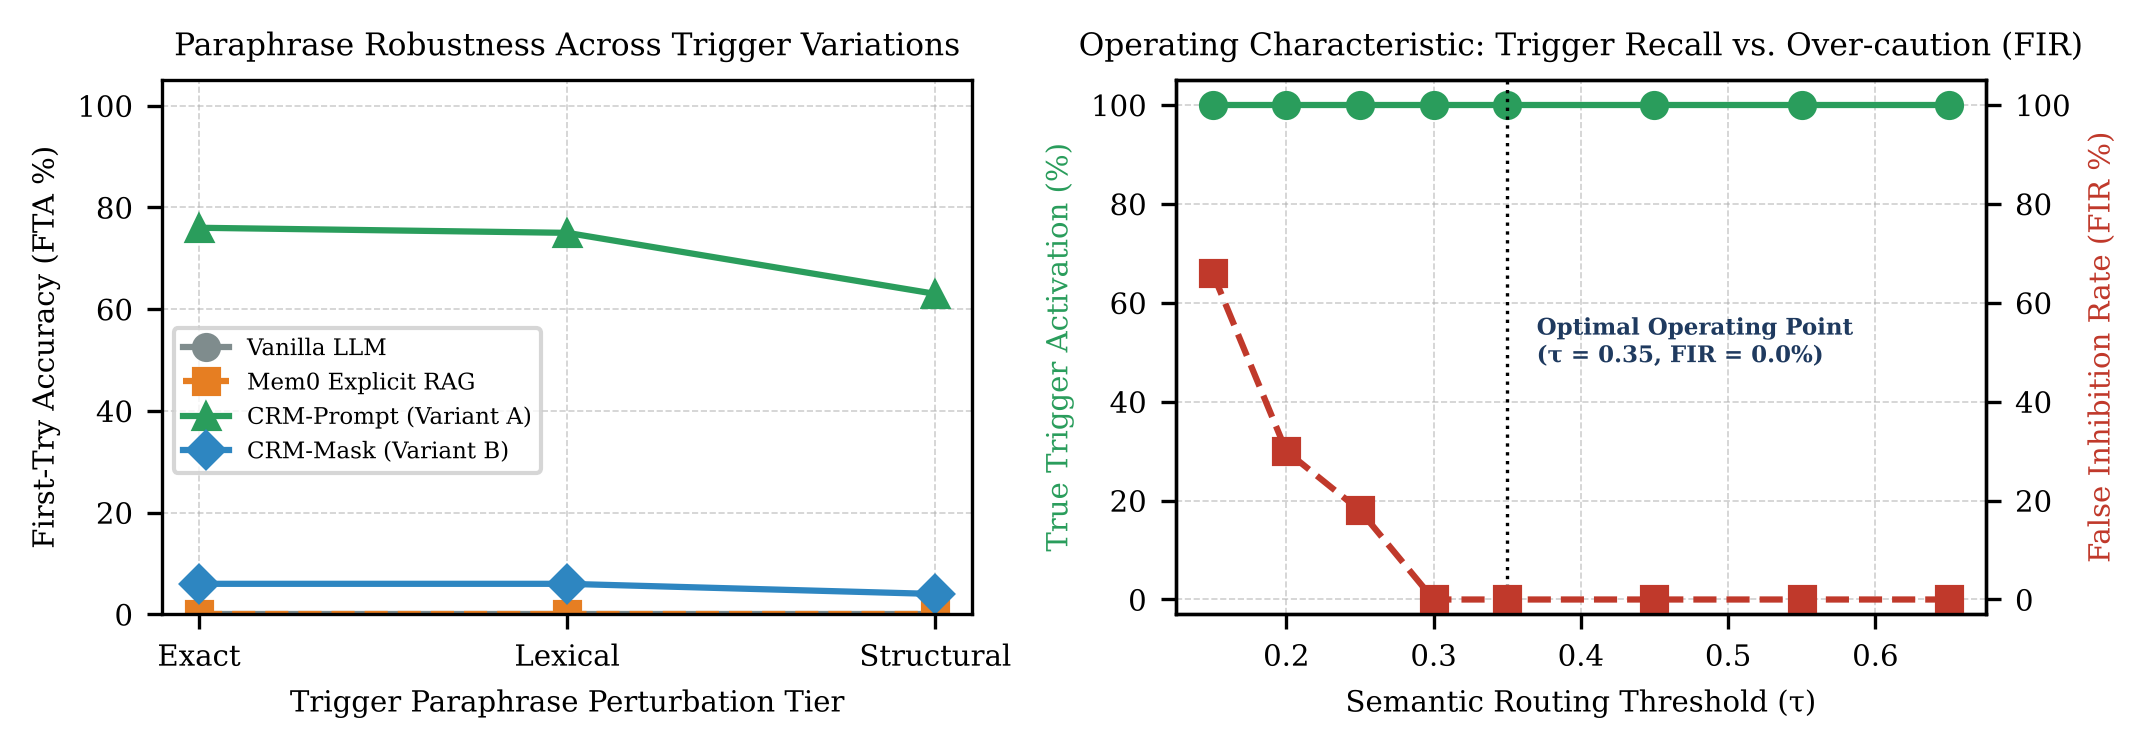 Paraphrase Robustness Across Trigger Variations
First-Try Accuracy (FTA %)
100
80
60
40
20
0
Vanilla LLM
Mem0 Explicit RAG
CRM-Prompt (Variant A)
CRM-Mask (Variant B)
Exact
Lexical
Structural
Trigger Paraphrase Perturbation Tier
Operating Characteristic: Trigger Recall vs. Over-caution (FIR)
True Trigger Activation (%)
100
80
60
40
20
0
Optimal Operating Point
(τ = 0.35, FIR = 0.0%)
100
80
60
40
20
0
False Inhibition Rate (FIR %)
0.2
0.3
0.4
0.5
0.6
Semantic Routing Threshold (τ)